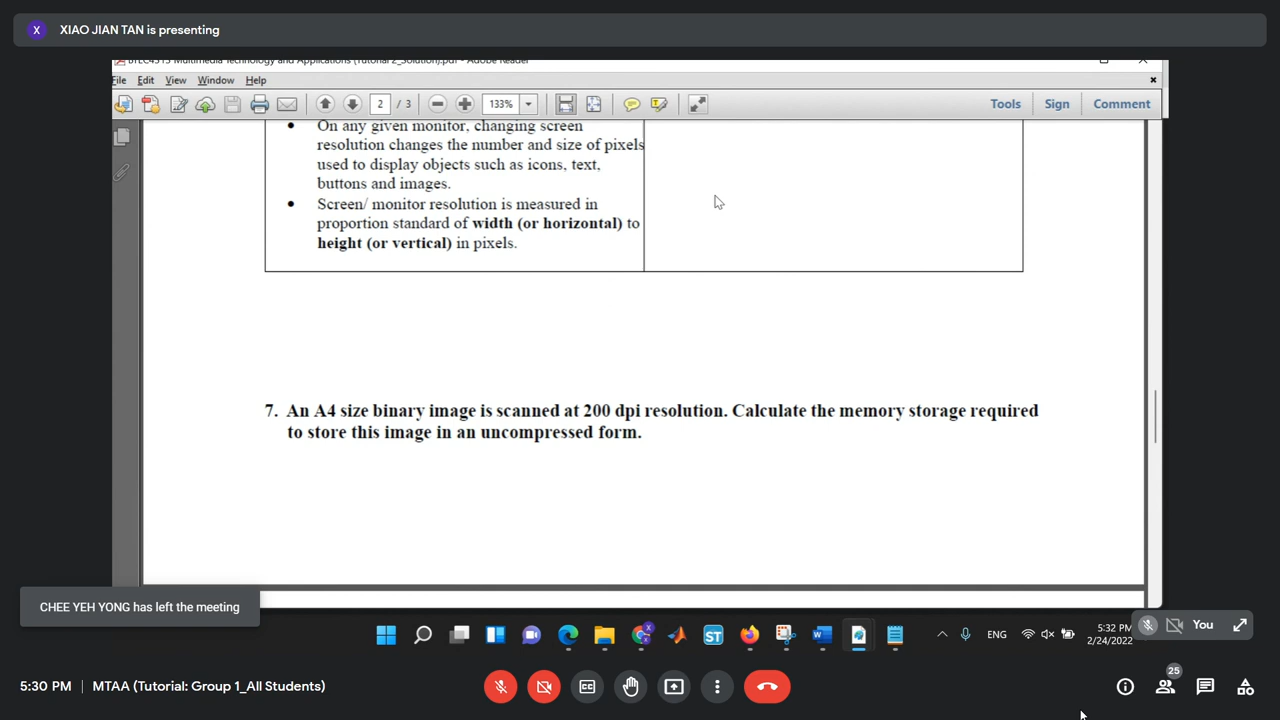 X XIAO JIAN TAN is presenting
BTEC4313 Multimedia Technology and Applications (Tutorial 2_Solution).pdf - Adobe Reader
File Edit View Window Help
2 / 3 133% Tools Sign Comment
• On any given monitor, changing screen
resolution changes the number and size of pixels
used to display objects such as icons, text,
buttons and images.
• Screen/ monitor resolution is measured in
proportion standard of width (or horizontal) to
height (or vertical) in pixels.
7. An A4 size binary image is scanned at 200 dpi resolution. Calculate the memory storage required
to store this image in an uncompressed form.
CHEE YEH YONG has left the meeting
X ST ENG
5:32 PM
2/24/2022
You
5:30 PM | MTAA (Tutorial: Group 1_All Students)
25